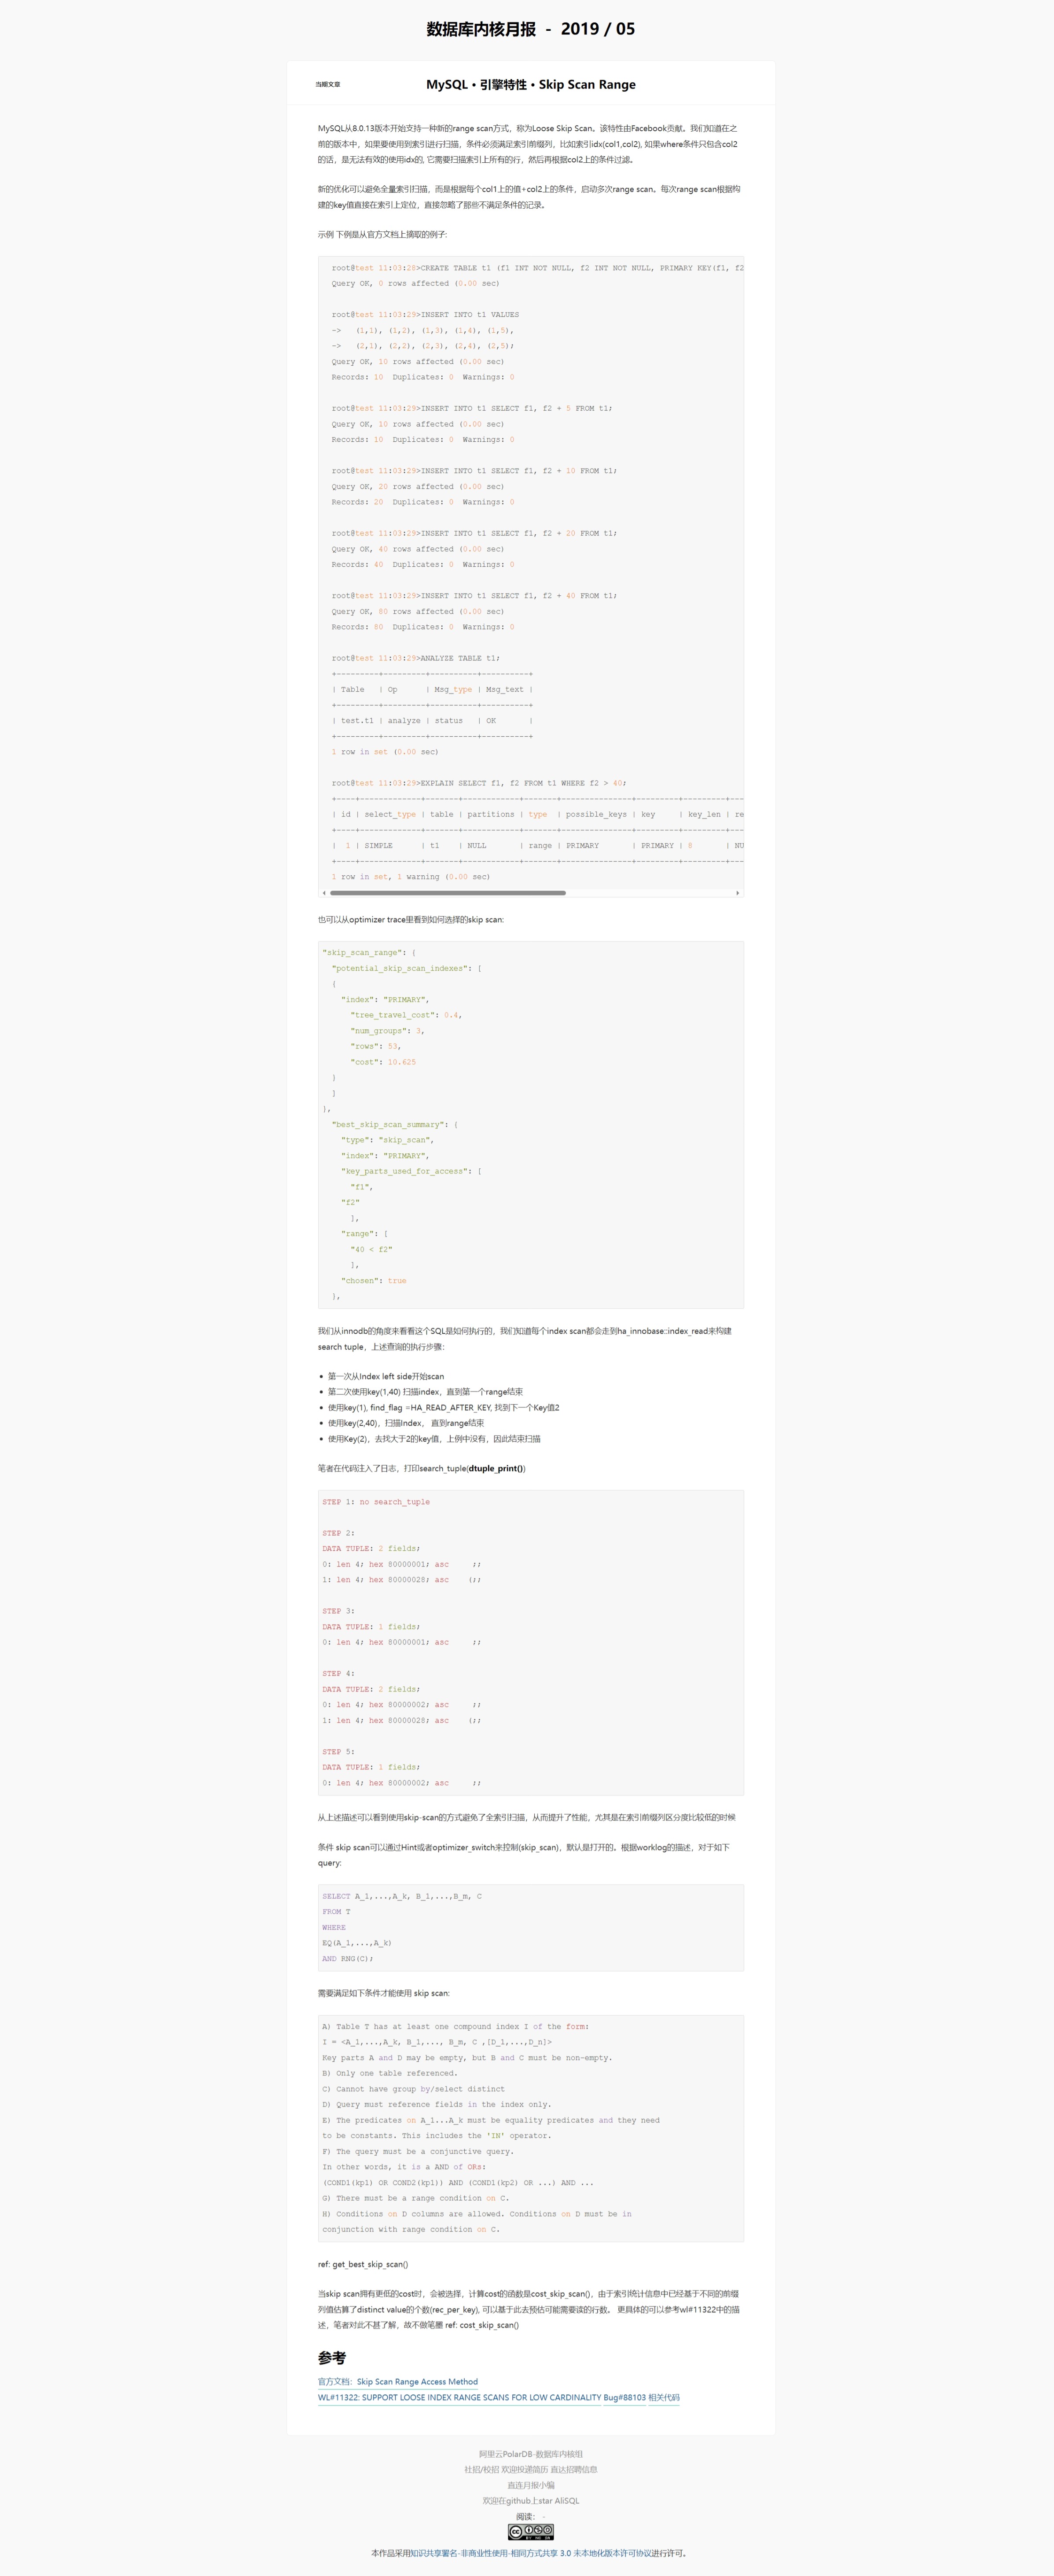 数据库内核月报 － 2019 / 05
当期文章
MySQL · 引擎特性 · Skip Scan Range
MySQL从8.0.13版本开始支持一种新的range scan方式，称为Loose Skip Scan。该特性由Facebook贡献。我们知道在之
前的版本中，如果要使用到索引进行扫描，条件必须满足索引前缀列，比如索引idx(col1,col2), 如果where条件只包含col2
的话，是无法有效的使用idx的, 它需要扫描索引上所有的行，然后再根据col2上的条件过滤。
新的优化可以避免全量索引扫描，而是根据每个col1上的值+col2上的条件，启动多次range scan。每次range scan根据构
建的key值直接在索引上定位，直接忽略了那些不满足条件的记录。
示例 下例是从官方文档上摘取的例子:
root@test 11:03:28>CREATE TABLE t1 (f1 INT NOT NULL, f2 INT NOT NULL, PRIMARY KEY(f1, f2
Query OK, 0 rows affected (0.00 sec)
root@test 11:03:29>INSERT INTO t1 VALUES
->   (1,1), (1,2), (1,3), (1,4), (1,5),
->   (2,1), (2,2), (2,3), (2,4), (2,5);
Query OK, 10 rows affected (0.00 sec)
Records: 10  Duplicates: 0  Warnings: 0
root@test 11:03:29>INSERT INTO t1 SELECT f1, f2 + 5 FROM t1;
Query OK, 10 rows affected (0.00 sec)
Records: 10  Duplicates: 0  Warnings: 0
root@test 11:03:29>INSERT INTO t1 SELECT f1, f2 + 10 FROM t1;
Query OK, 20 rows affected (0.00 sec)
Records: 20  Duplicates: 0  Warnings: 0
root@test 11:03:29>INSERT INTO t1 SELECT f1, f2 + 20 FROM t1;
Query OK, 40 rows affected (0.00 sec)
Records: 40  Duplicates: 0  Warnings: 0
root@test 11:03:29>INSERT INTO t1 SELECT f1, f2 + 40 FROM t1;
Query OK, 80 rows affected (0.00 sec)
Records: 80  Duplicates: 0  Warnings: 0
root@test 11:03:29>ANALYZE TABLE t1;
+---------+---------+----------+----------+
| Table   | Op      | Msg_type | Msg_text |
+---------+---------+----------+----------+
| test.t1 | analyze | status   | OK       |
+---------+---------+----------+----------+
1 row in set (0.00 sec)
root@test 11:03:29>EXPLAIN SELECT f1, f2 FROM t1 WHERE f2 > 40;
+----+-------------+-------+------------+-------+---------------+---------+---------+---
| id | select_type | table | partitions | type  | possible_keys | key     | key_len | re
+----+-------------+-------+------------+-------+---------------+---------+---------+---
|  1 | SIMPLE      | t1    | NULL       | range | PRIMARY       | PRIMARY | 8       | NU
+----+-------------+-------+------------+-------+---------------+---------+---------+---
1 row in set, 1 warning (0.00 sec)
也可以从optimizer trace里看到如何选择的skip scan:
"skip_scan_range": {
"potential_skip_scan_indexes": [
{
"index": "PRIMARY",
"tree_travel_cost": 0.4,
"num_groups": 3,
"rows": 53,
"cost": 10.625
}
]
},
"best_skip_scan_summary": {
"type": "skip_scan",
"index": "PRIMARY",
"key_parts_used_for_access": [
"f1",
"f2"
],
"range": [
"40 < f2"
],
"chosen": true
},
我们从innodb的角度来看看这个SQL是如何执行的，我们知道每个index scan都会走到ha_innobase::index_read来构建
search tuple，上述查询的执行步骤：
• 第一次从Index left side开始scan
• 第二次使用key(1,40) 扫描index，直到第一个range结束
• 使用key(1), find_flag =HA_READ_AFTER_KEY, 找到下一个Key值2
• 使用key(2,40)，扫描Index， 直到range结束
• 使用Key(2)，去找大于2的key值，上例中没有，因此结束扫描
笔者在代码注入了日志，打印search_tuple(dtuple_print())
STEP 1: no search_tuple
STEP 2:
DATA TUPLE: 2 fields;
0: len 4; hex 80000001; asc     ;;
1: len 4; hex 80000028; asc    (;;
STEP 3:
DATA TUPLE: 1 fields;
0: len 4; hex 80000001; asc     ;;
STEP 4:
DATA TUPLE: 2 fields;
0: len 4; hex 80000002; asc     ;;
1: len 4; hex 80000028; asc    (;;
STEP 5:
DATA TUPLE: 1 fields;
0: len 4; hex 80000002; asc     ;;
从上述描述可以看到使用skip-scan的方式避免了全索引扫描，从而提升了性能，尤其是在索引前缀列区分度比较低的时候
条件 skip scan可以通过Hint或者optimizer_switch来控制(skip_scan)，默认是打开的。根据worklog的描述，对于如下
query:
SELECT A_1,...,A_k, B_1,...,B_m, C
FROM T
WHERE
EQ(A_1,...,A_k)
AND RNG(C);
需要满足如下条件才能使用 skip scan:
A) Table T has at least one compound index I of the form:
I = <A_1,...,A_k, B_1,..., B_m, C ,[D_1,...,D_n]>
Key parts A and D may be empty, but B and C must be non-empty.
B) Only one table referenced.
C) Cannot have group by/select distinct
D) Query must reference fields in the index only.
E) The predicates on A_1...A_k must be equality predicates and they need
to be constants. This includes the 'IN' operator.
F) The query must be a conjunctive query.
In other words, it is a AND of ORs:
(COND1(kp1) OR COND2(kp1)) AND (COND1(kp2) OR ...) AND ...
G) There must be a range condition on C.
H) Conditions on D columns are allowed. Conditions on D must be in
conjunction with range condition on C.
ref: get_best_skip_scan()
当skip scan拥有更低的cost时，会被选择，计算cost的函数是cost_skip_scan()，由于索引统计信息中已经基于不同的前缀
列值估算了distinct value的个数(rec_per_key), 可以基于此去预估可能需要读的行数。 更具体的可以参考wl#11322中的描
述，笔者对此不甚了解，故不做笔墨 ref: cost_skip_scan()
参考
官方文档：Skip Scan Range Access Method
WL#11322: SUPPORT LOOSE INDEX RANGE SCANS FOR LOW CARDINALITY Bug#88103 相关代码
阿里云PolarDB-数据库内核组
社招/校招 欢迎投递简历 直达招聘信息
直连月报小编
欢迎在github上star AliSQL
阅读： -
cc BY NC SA
本作品采用知识共享署名-非商业性使用-相同方式共享 3.0 未本地化版本许可协议进行许可。